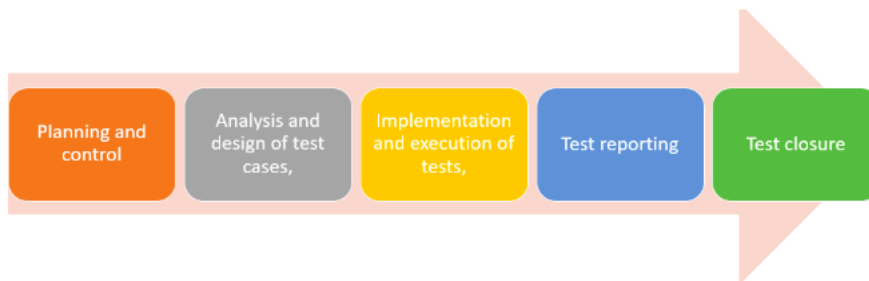 Planning and
control
Analysis and
design of test
cases,
Implementation
and execution of
tests,
Test reporting
Test closure